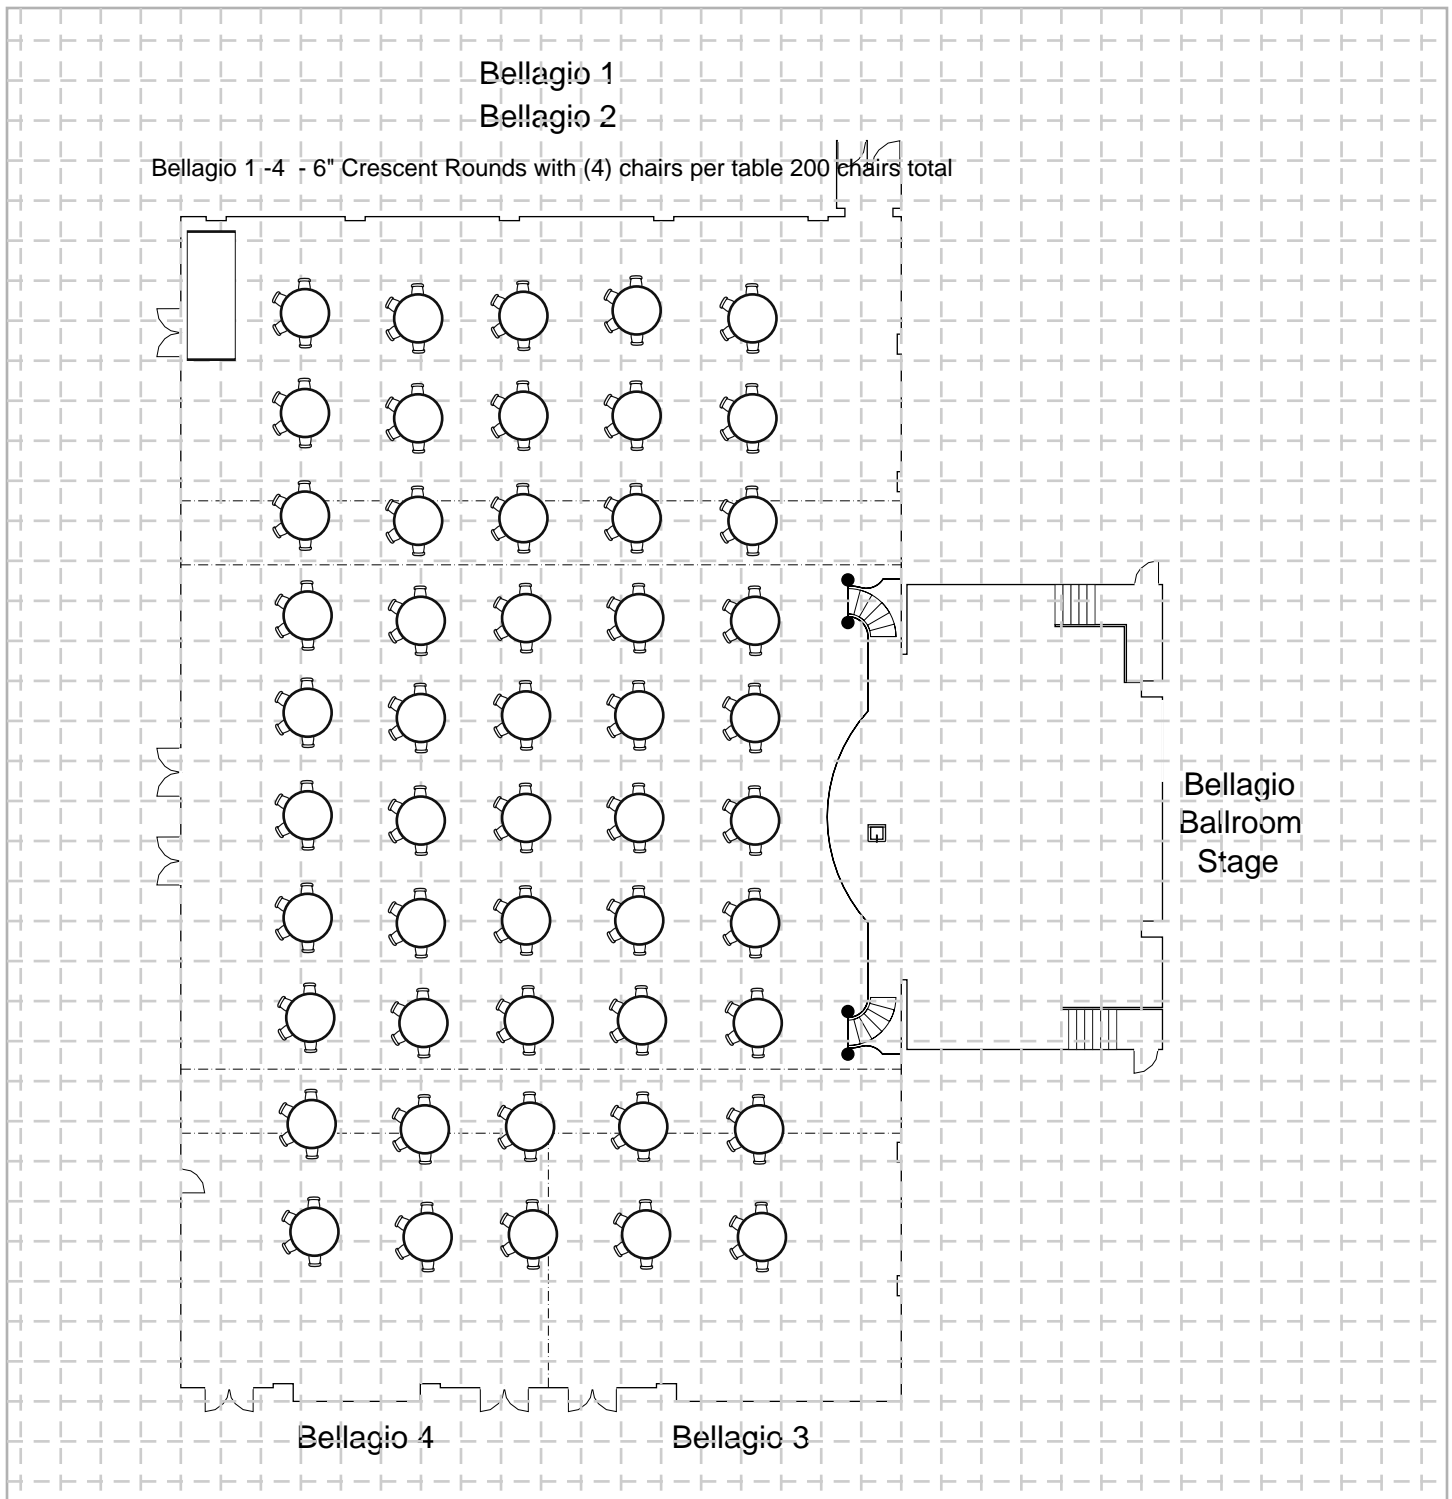 Bellagio 1
Bellagio 2
Bellagio 1 -4  - 6" Crescent Rounds with (4) chairs per table 200 chairs total
Bellagio
Ballroom
Stage
Bellagio 4
Bellagio 3